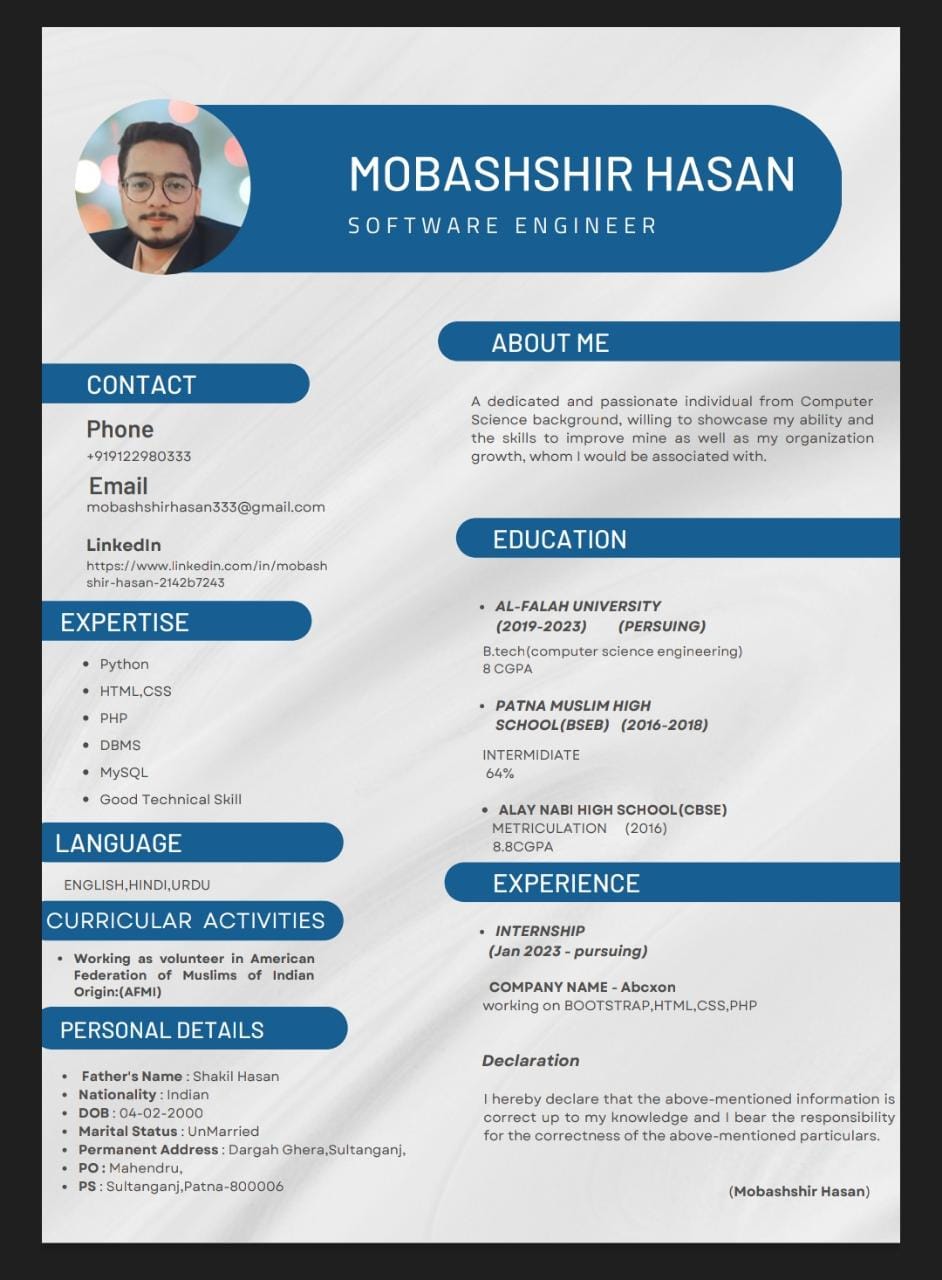 MOBASHSHIR HASAN
SOFTWARE ENGINEER
CONTACT
Phone
+919122980333
Email
mobashshirhasan333@gmail.com
LinkedIn
https://www.linkedin.com/in/mobash
shir-hasan-2142b7243
EXPERTISE
• Python
• HTML,CSS
• PHP
• DBMS
• MySQL
• Good Technical Skill
LANGUAGE
ENGLISH,HINDI,URDU
CURRICULAR ACTIVITIES
• Working as volunteer in American
Federation of Muslims of Indian
Origin:(AFMI)
PERSONAL DETAILS
• Father's Name : Shakil Hasan
• Nationality : Indian
• DOB : 04-02-2000
• Marital Status : UnMarried
• Permanent Address : Dargah Ghera,Sultanganj,
• PO : Mahendru,
• PS : Sultanganj,Patna-800006
ABOUT ME
A dedicated and passionate individual from Computer
Science background, willing to showcase my ability and
the skills to improve mine as well as my organization
growth, whom I would be associated with.
EDUCATION
• AL-FALAH UNIVERSITY
(2019-2023) (PERSUING)
B.tech(computer science engineering)
8 CGPA
• PATNA MUSLIM HIGH
SCHOOL(BSEB) (2016-2018)
INTERMIDIATE
64%
• ALAY NABI HIGH SCHOOL(CBSE)
METRICULATION (2016)
8.8CGPA
EXPERIENCE
• INTERNSHIP
(Jan 2023 - pursuing)
COMPANY NAME - Abcxon
working on BOOTSTRAP,HTML,CSS,PHP
Declaration
I hereby declare that the above-mentioned information is
correct up to my knowledge and I bear the responsibility
for the correctness of the above-mentioned particulars.
(Mobashshir Hasan)